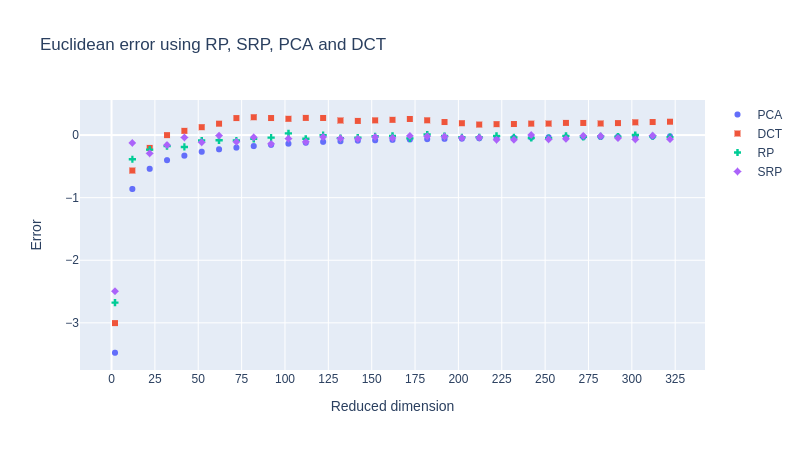 Euclidean error using RP, SRP, PCA and DCT
PCA
DCT
RP
SRP
0
−1
−2
−3
Error
0 25 50 75 100 125 150 175 200 225 250 275 300 325
Reduced dimension